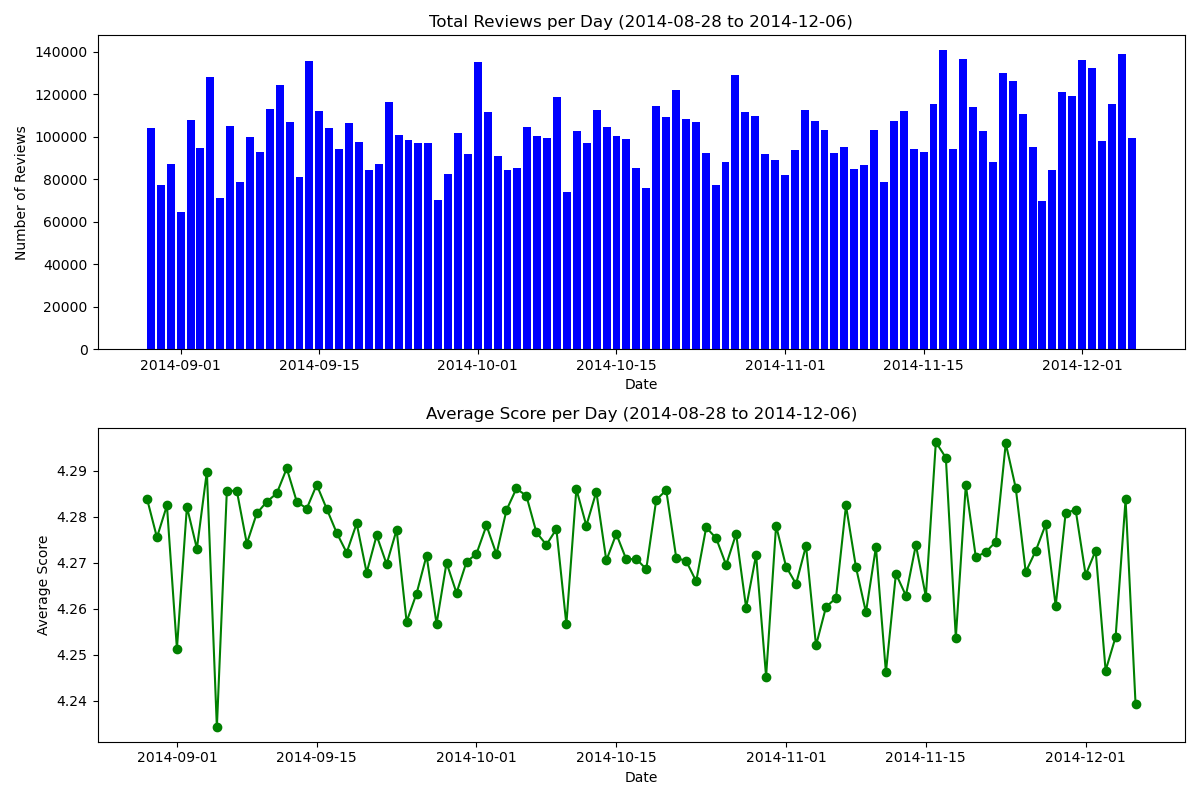 Total Reviews per Day (2014-08-28 to 2014-12-06)
140000
120000
100000
80000
60000
40000
20000
0
Number of Reviews
2014-09-01 2014-09-15 2014-10-01 2014-10-15 2014-11-01 2014-11-15 2014-12-01
Date
Average Score per Day (2014-08-28 to 2014-12-06)
4.29
4.28
4.27
4.26
4.25
4.24
Average Score
2014-09-01 2014-09-15 2014-10-01 2014-10-15 2014-11-01 2014-11-15 2014-12-01
Date